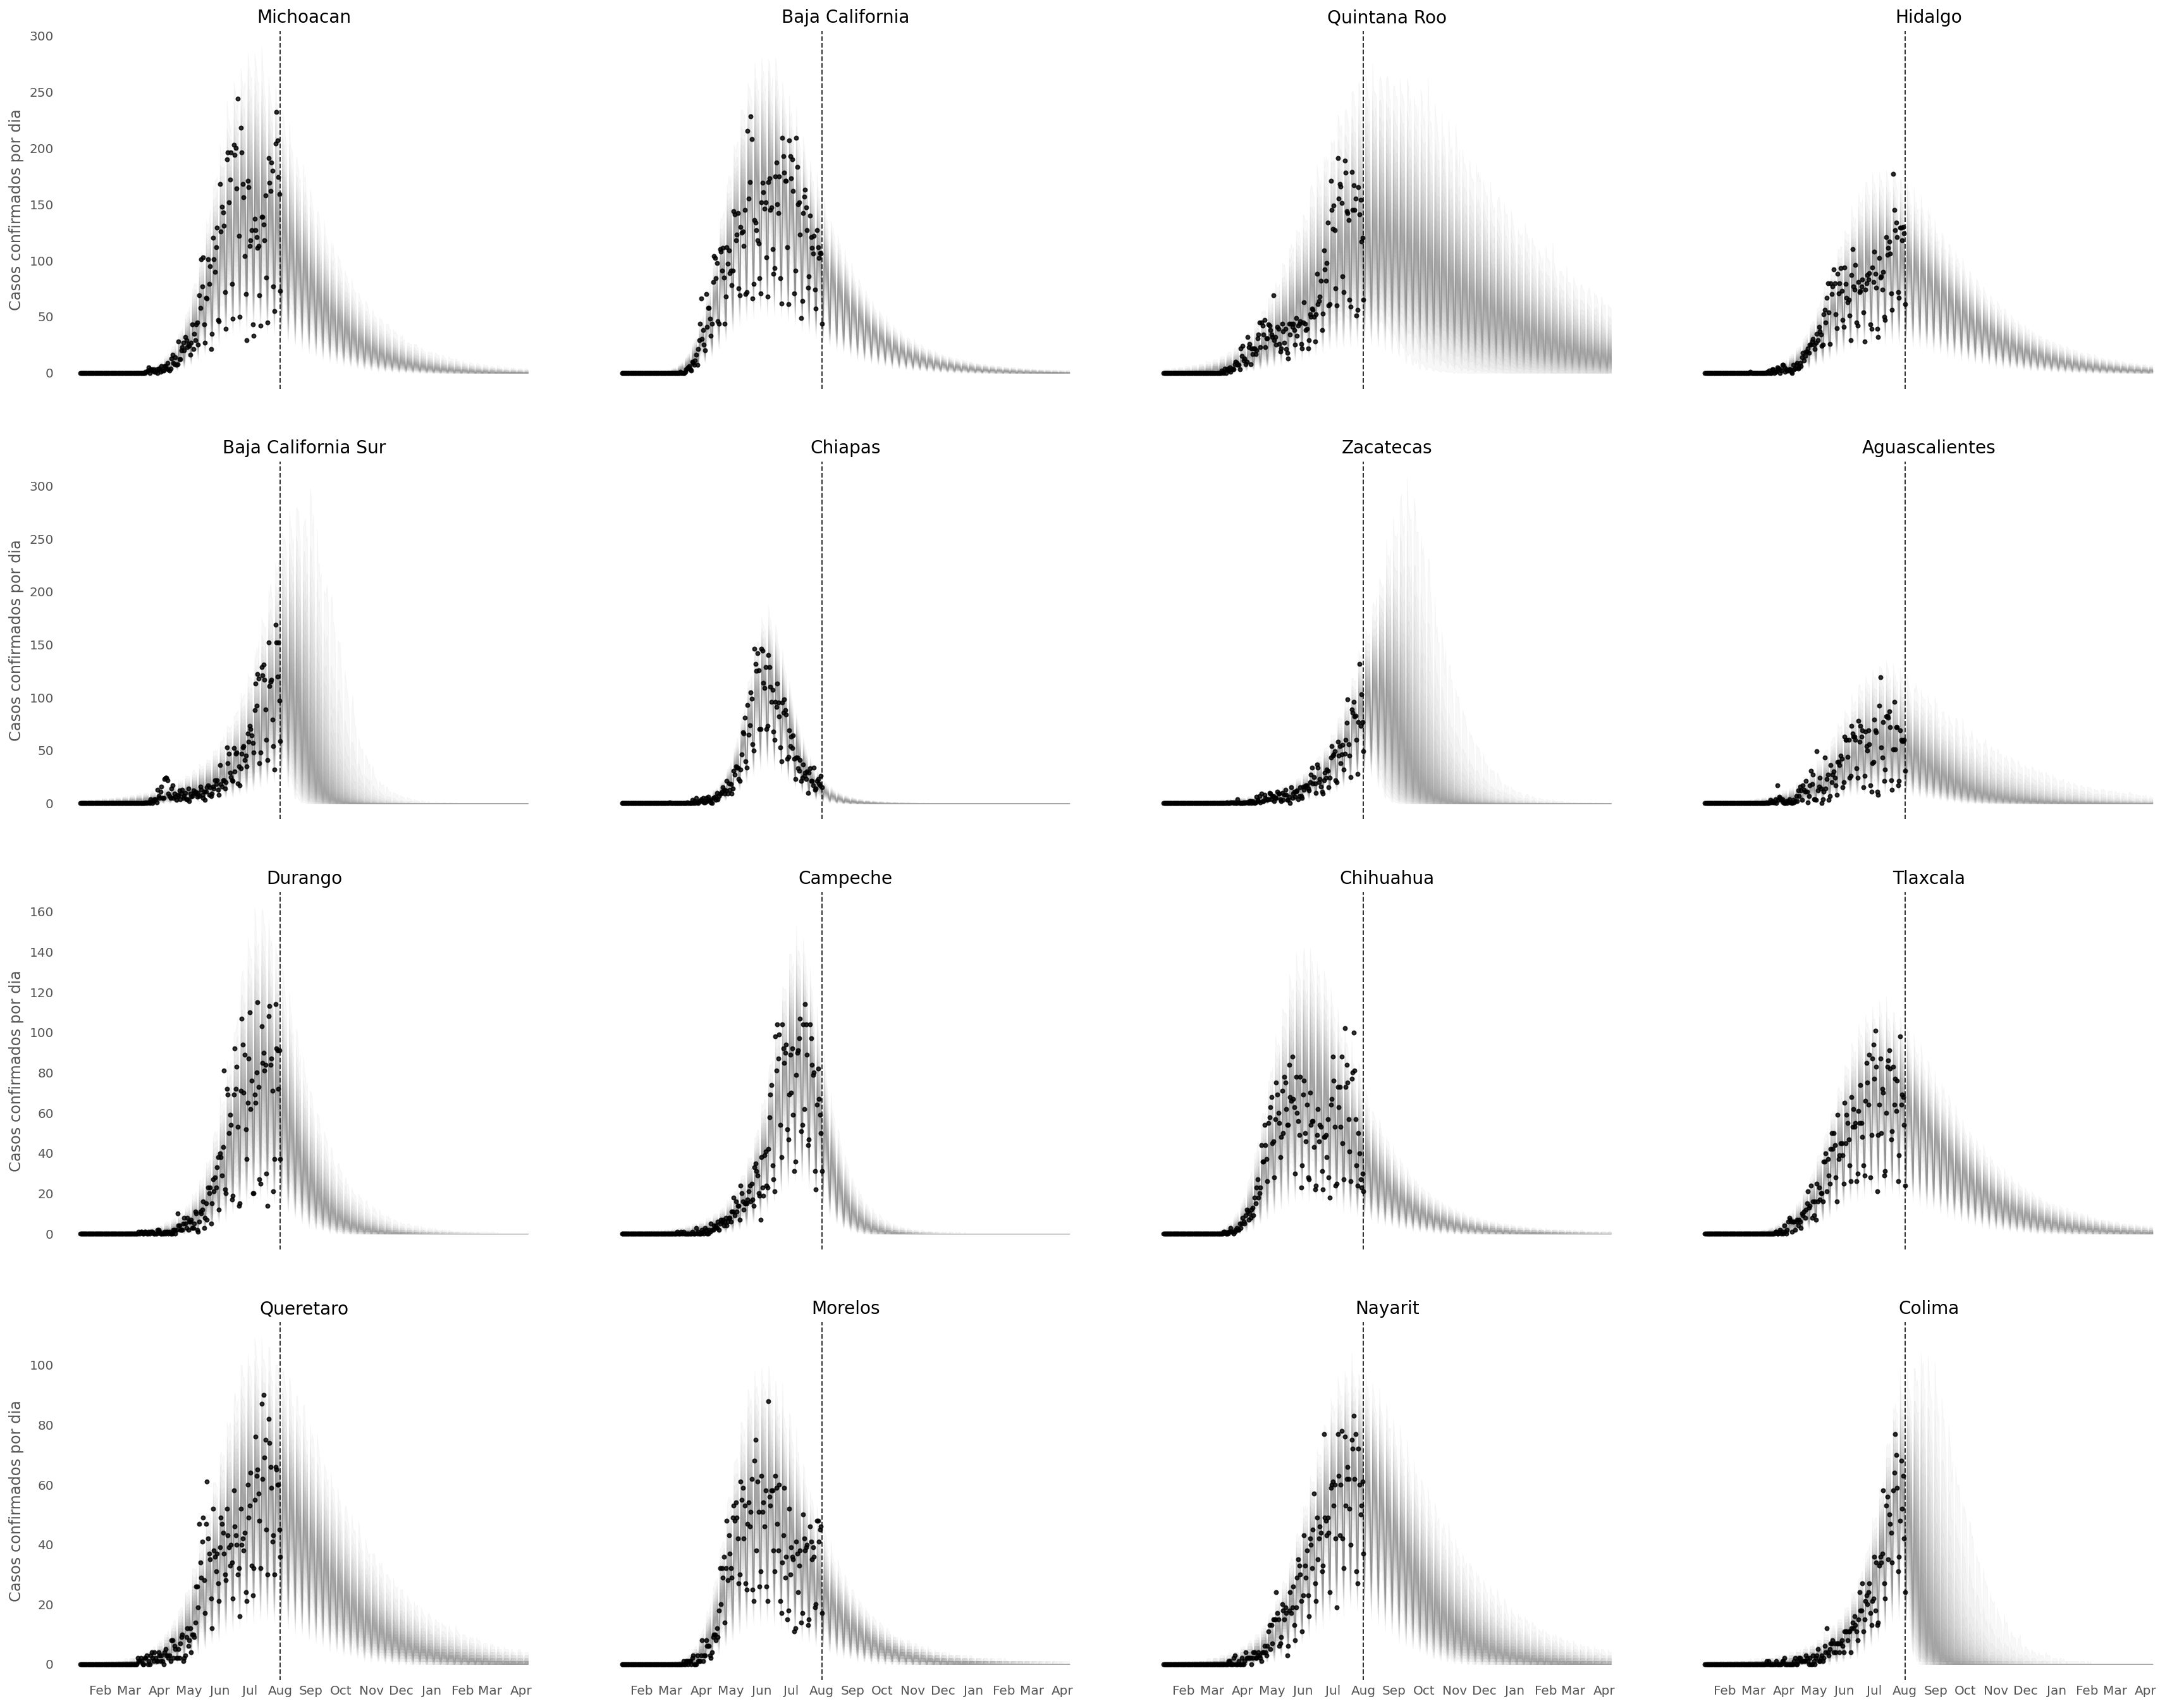 Michoacan
Baja California
Quintana Roo
Hidalgo
Casos confirmados por dia
300
250
200
150
100
50
0
Baja California Sur
Chiapas
Zacatecas
Aguascalientes
Casos confirmados por dia
300
250
200
150
100
50
0
Durango
Campeche
Chihuahua
Tlaxcala
Casos confirmados por dia
160
140
120
100
80
60
40
20
0
Queretaro
Morelos
Nayarit
Colima
Casos confirmados por dia
100
80
60
40
20
0
Feb Mar Apr May Jun Jul Aug Sep Oct Nov Dec Jan Feb Mar Apr
Feb Mar Apr May Jun Jul Aug Sep Oct Nov Dec Jan Feb Mar Apr
Feb Mar Apr May Jun Jul Aug Sep Oct Nov Dec Jan Feb Mar Apr
Feb Mar Apr May Jun Jul Aug Sep Oct Nov Dec Jan Feb Mar Apr